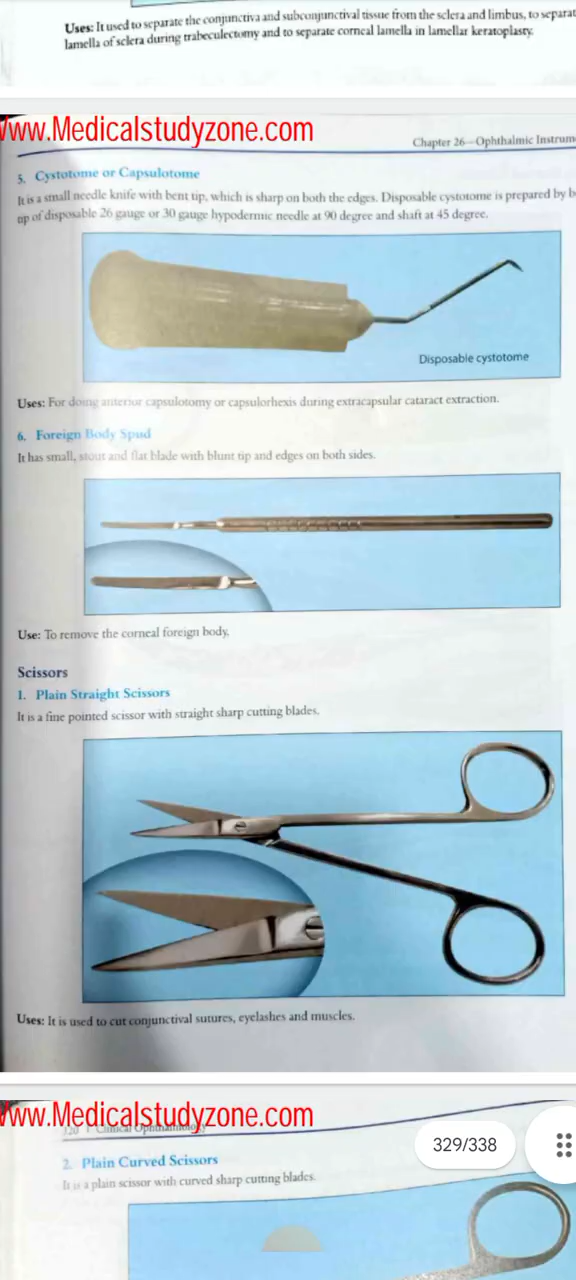 Uses: It used to separate the conjunctiva and subconjunctival tissue from the sclera and limbus, to separat
lamella of sclera during trabeculectomy and to separate corneal lamella in lamellar keratoplasty.
www.Medicalstudyzone.com
Chapter 26—Ophthalmic Instrum
5. Cystotome or Capsulotome
It is a small needle knife with bent tip, which is sharp on both the edges. Disposable cystotome is prepared by b
tip of disposable 26 gauge or 30 gauge hypodermic needle at 90 degree and shaft at 45 degree.
Disposable cystotome
Uses: For doing anterior capsulotomy or capsulorhexis during extracapsular cataract extraction.
6. Foreign Body Spud
It has small, stout and flat blade with blunt tip and edges on both sides.
Use: To remove the corneal foreign body.
Scissors
1. Plain Straight Scissors
It is a fine pointed scissor with straight sharp cutting blades.
Uses: It is used to cut conjunctival sutures, eyelashes and muscles.
www.Medicalstudyzone.com
320 Clinical Ophthalmology
329/338
2. Plain Curved Scissors
It is a plain scissor with curved sharp cutting blades.